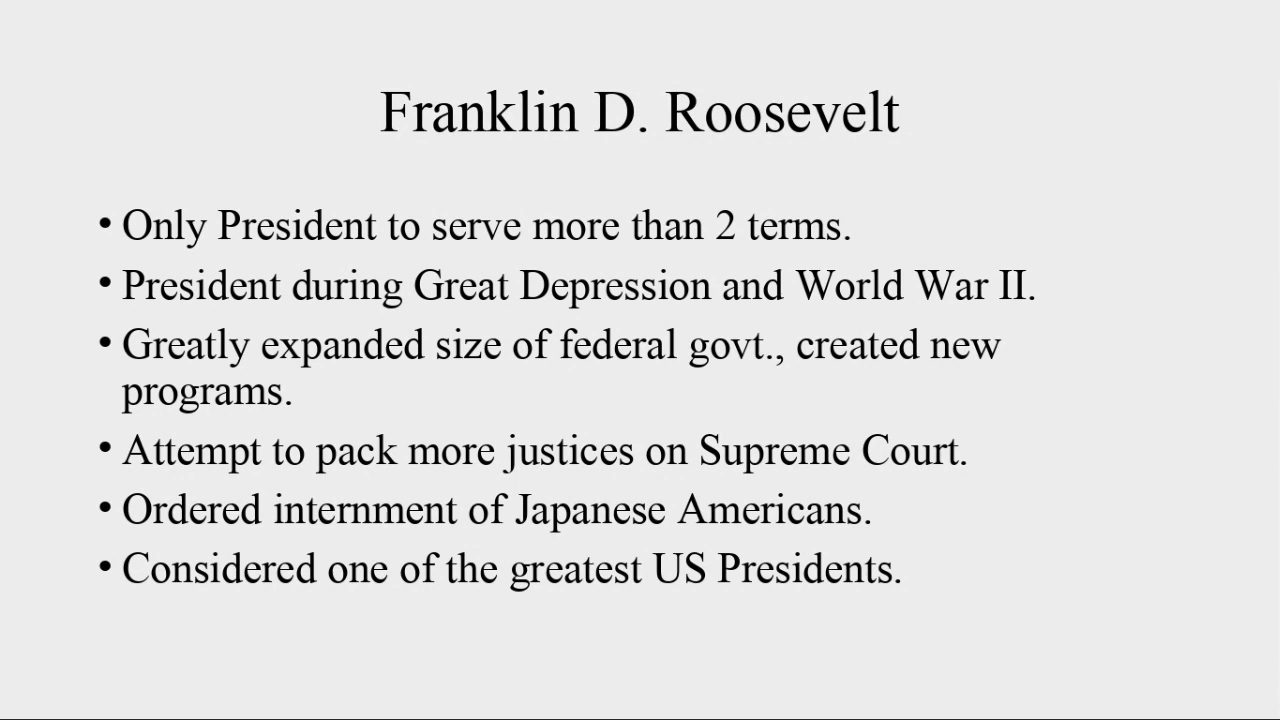 Franklin D. Roosevelt
• Only President to serve more than 2 terms.
• President during Great Depression and World War II.
• Greatly expanded size of federal govt., created new
programs.
• Attempt to pack more justices on Supreme Court.
• Ordered internment of Japanese Americans.
• Considered one of the greatest US Presidents.